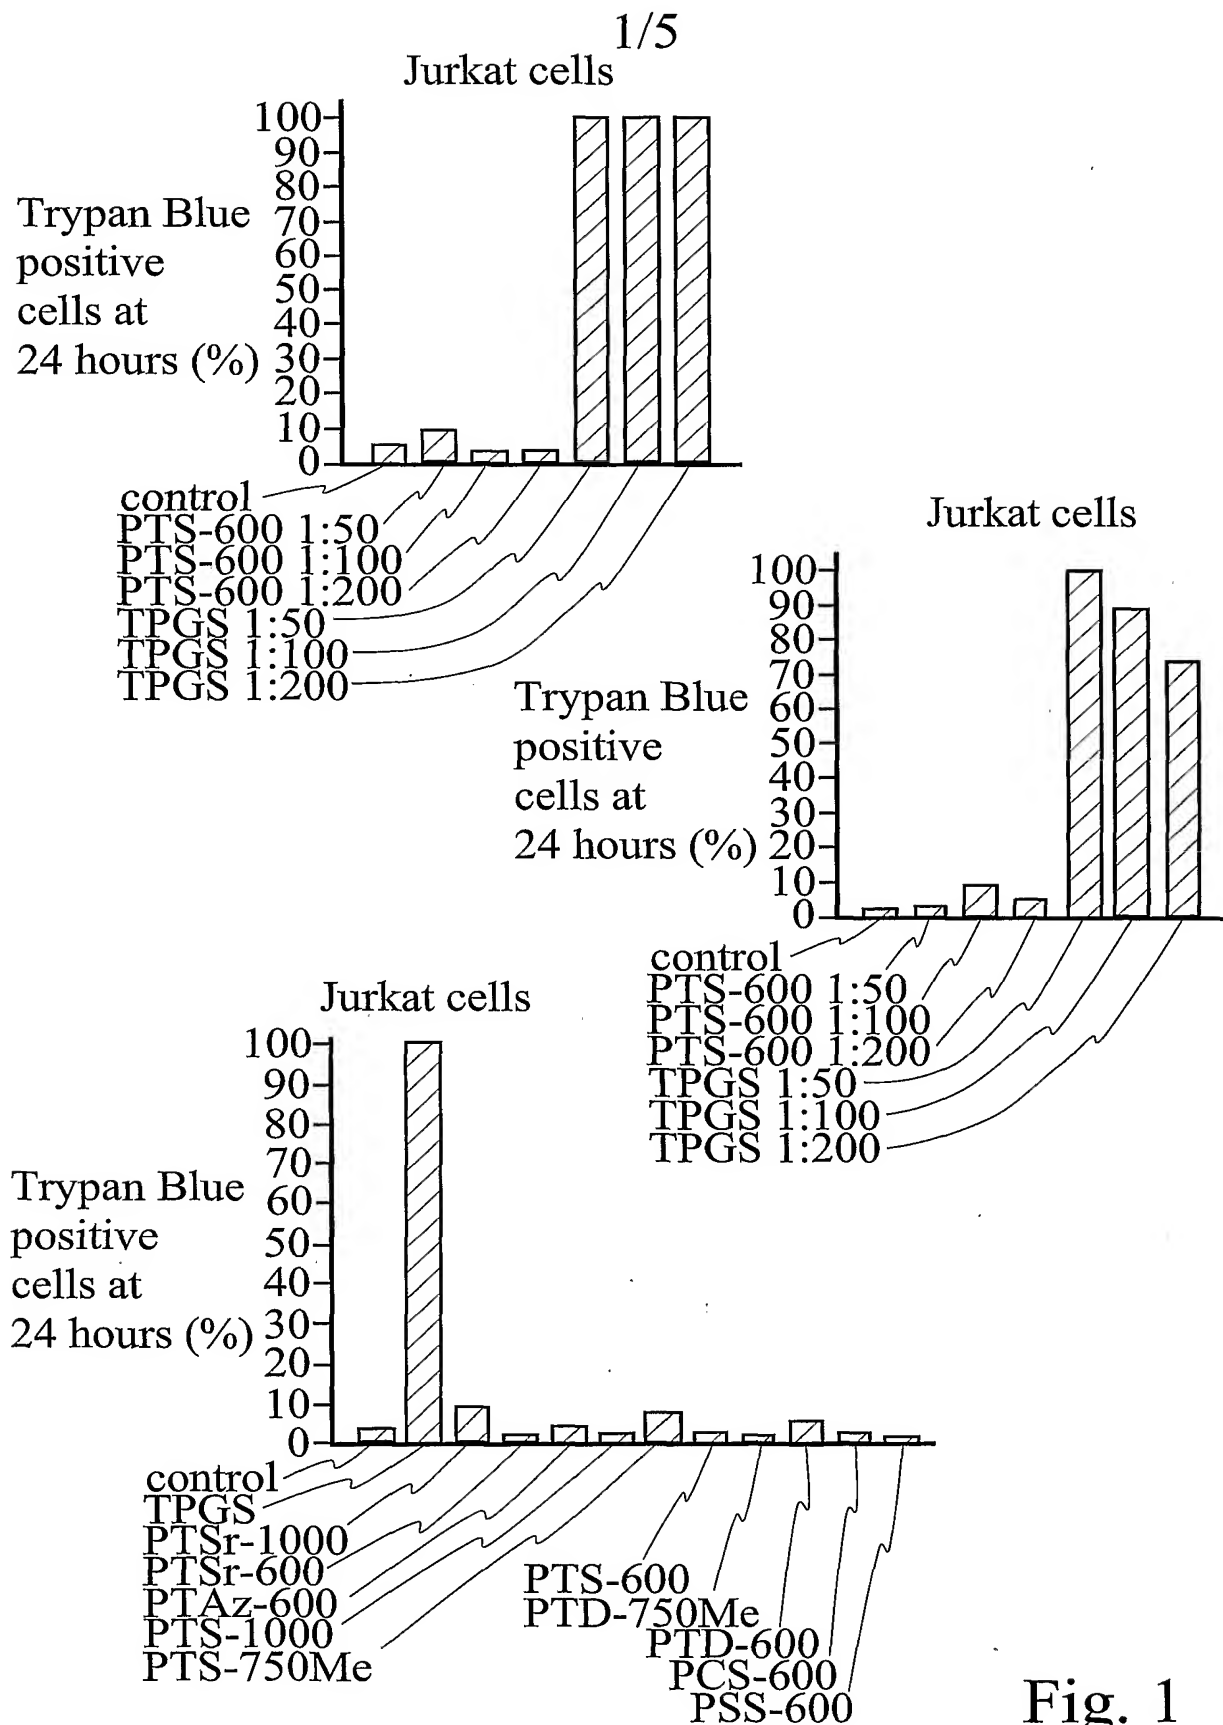 1/5
Jurkat cells
100
90
80
70
60
50
40
30
20
10
0
Trypan Blue
positive
cells at
24 hours (%)
control
PTS-600 1:50
PTS-600 1:100
PTS-600 1:200
TPGS 1:50
TPGS 1:100
TPGS 1:200
Jurkat cells
100
90
80
70
60
50
40
30
20
10
0
Trypan Blue
positive
cells at
24 hours (%)
control
PTS-600 1:50
PTS-600 1:100
PTS-600 1:200
TPGS 1:50
TPGS 1:100
TPGS 1:200
Jurkat cells
100
90
80
70
60
50
40
30
20
10
0
Trypan Blue
positive
cells at
24 hours (%)
control
TPGS
PTSr-1000
PTSr-600
PTAz-600
PTS-1000
PTS-750Me
PTS-600
PTD-750Me
PTD-600
PCS-600
PSS-600
Fig. 1